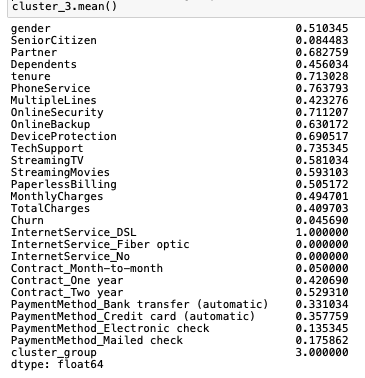 cluster_3.mean()
gender 0.510345
SeniorCitizen 0.084483
Partner 0.682759
Dependents 0.456034
tenure 0.713028
PhoneService 0.763793
MultipleLines 0.423276
OnlineSecurity 0.711207
OnlineBackup 0.630172
DeviceProtection 0.690517
TechSupport 0.735345
StreamingTV 0.581034
StreamingMovies 0.593103
PaperlessBilling 0.505172
MonthlyCharges 0.494701
TotalCharges 0.409703
Churn 0.045690
InternetService_DSL 1.000000
InternetService_Fiber optic 0.000000
InternetService_No 0.000000
Contract_Month-to-month 0.050000
Contract_One year 0.420690
Contract_Two year 0.529310
PaymentMethod_Bank transfer (automatic) 0.331034
PaymentMethod_Credit card (automatic) 0.357759
PaymentMethod_Electronic check 0.135345
PaymentMethod_Mailed check 0.175862
cluster_group 3.000000
dtype: float64